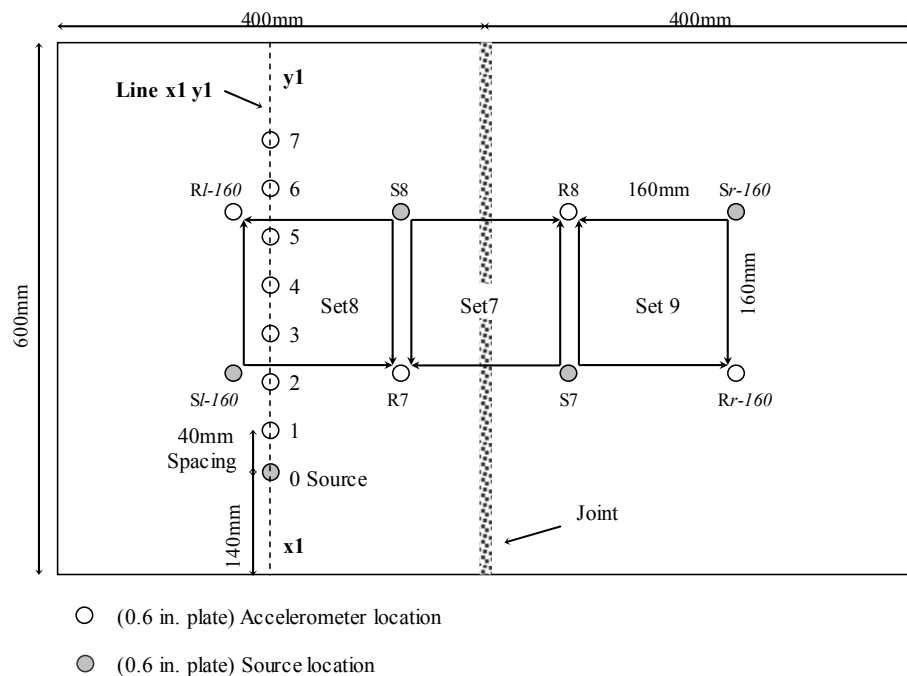 400mm 400mm
y1
Line x1 y1
7
6
Rl-160 S8 R8 160mm Sr-160
5
4
Set8 Set7 Set 9
160mm
3
600mm
2
Sl-160 R7 S7 Rr-160
1
40mm
Spacing
0 Source
Joint
140mm
x1
(0.6 in. plate) Accelerometer location
(0.6 in. plate) Source location